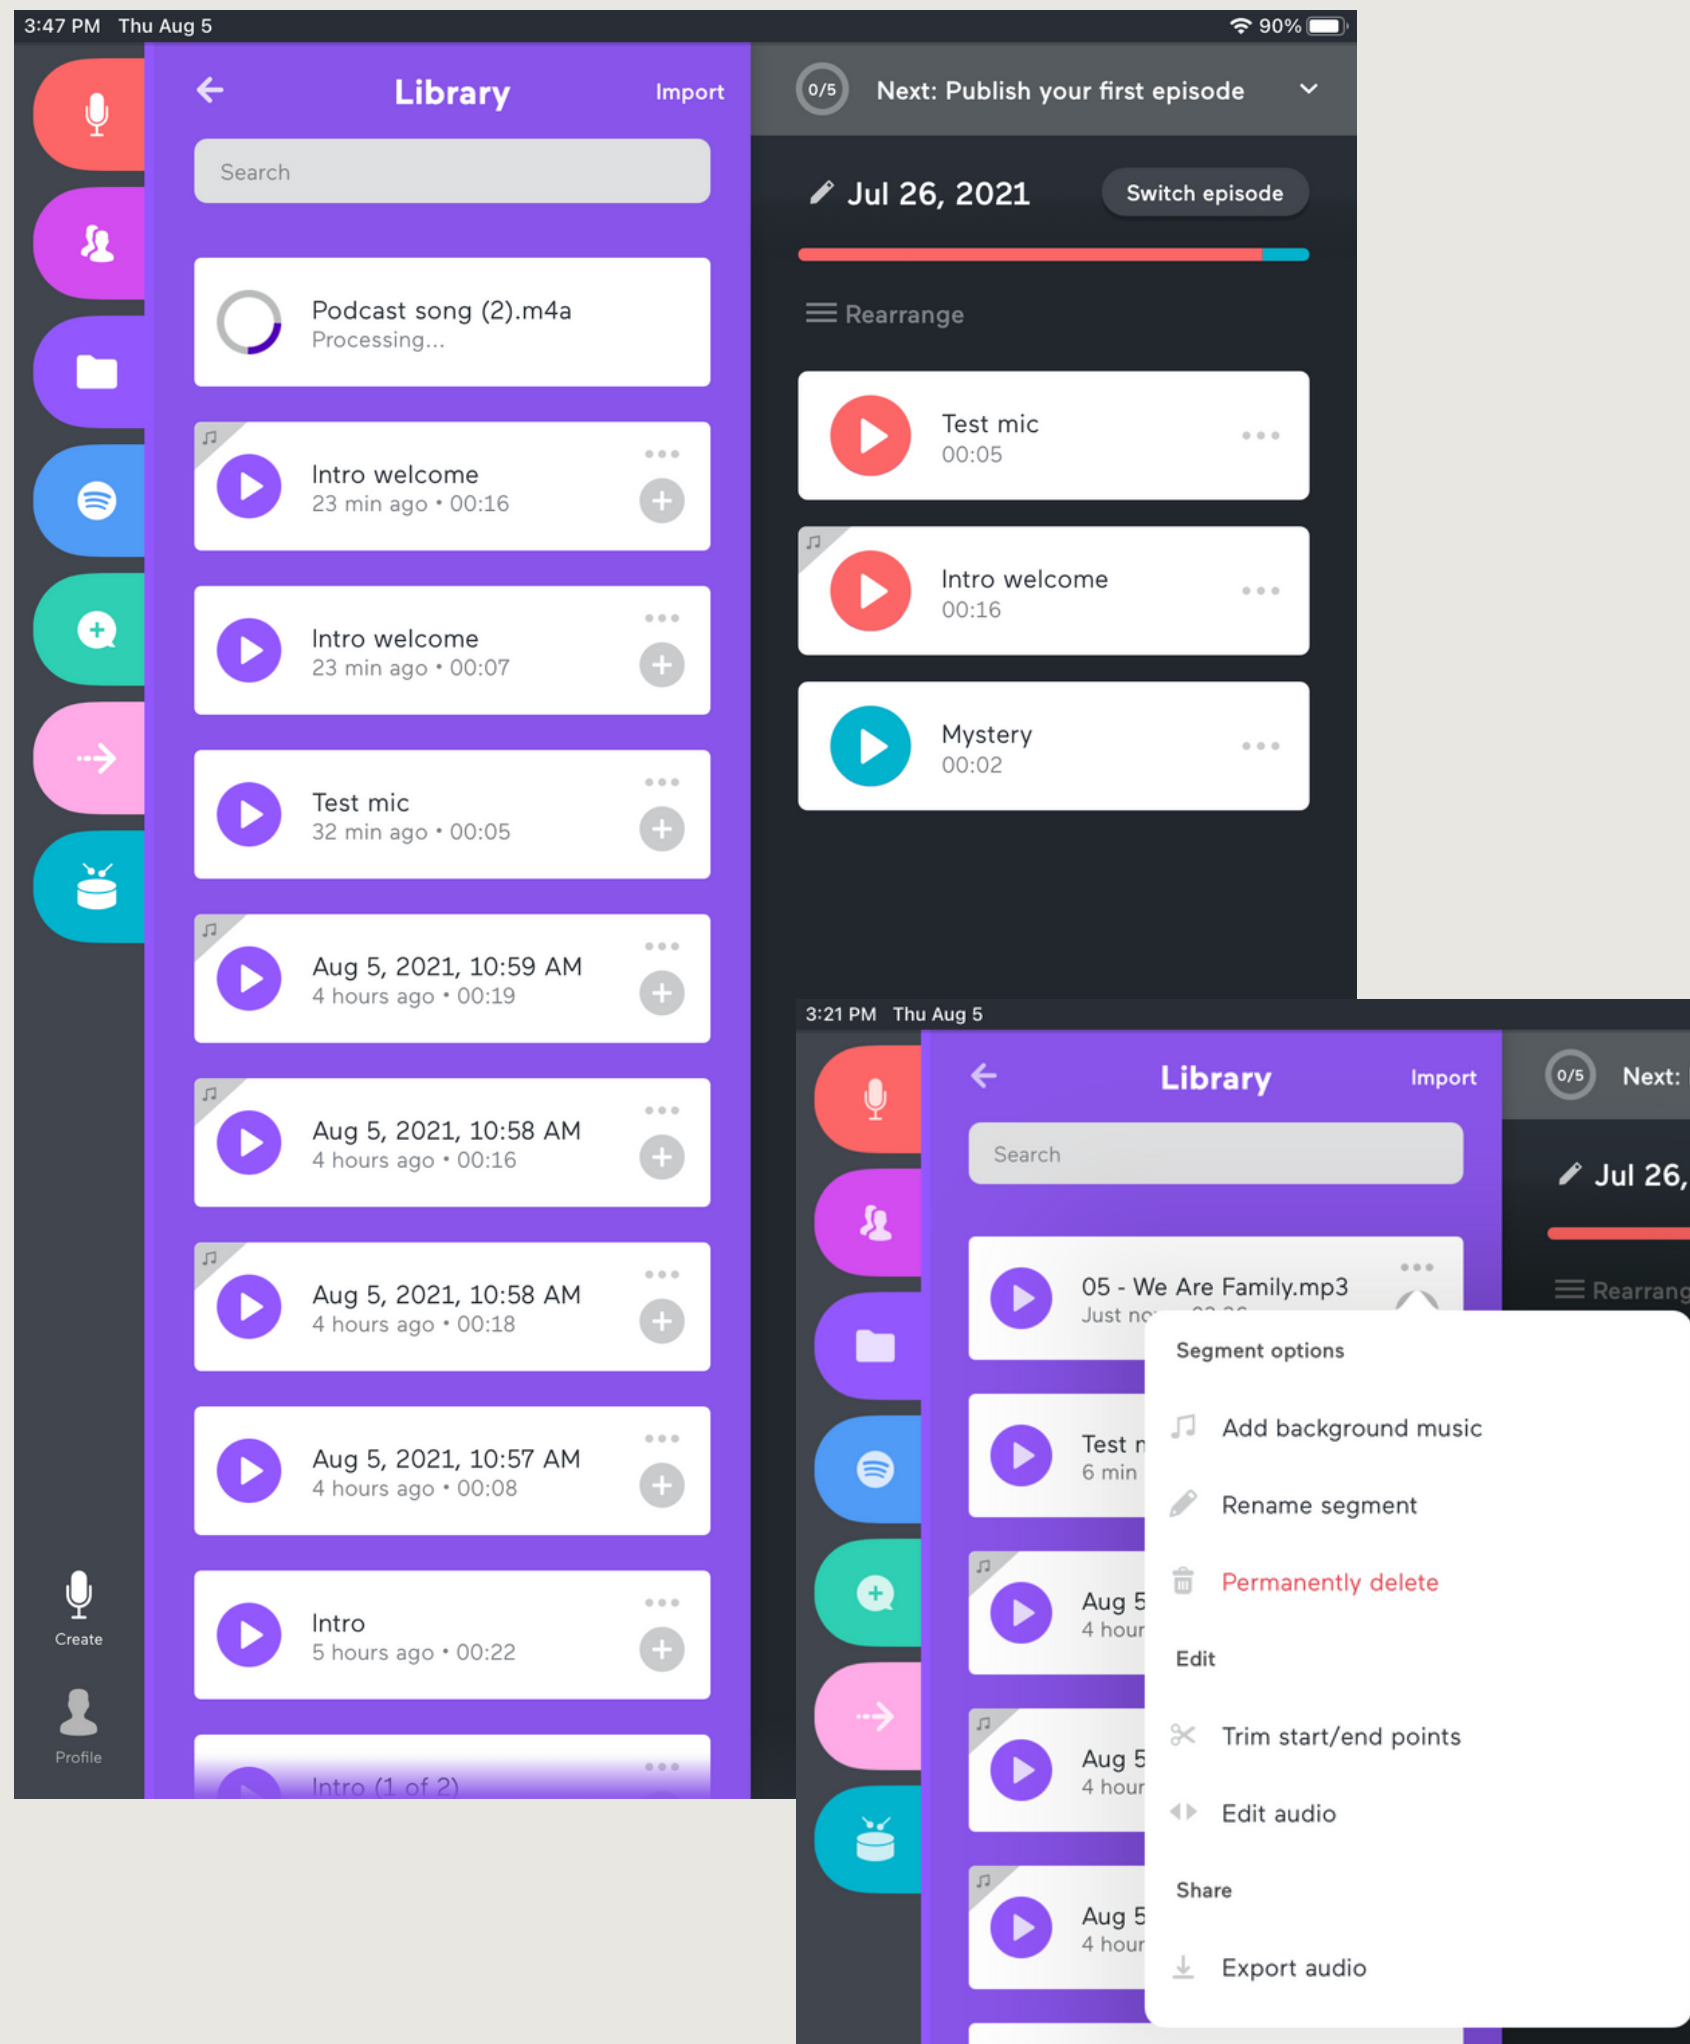 3:47 PM Thu Aug 5
90%
Library
Import
Search
Podcast song (2).m4a
Processing...
Intro welcome
23 min ago • 00:16
Intro welcome
23 min ago • 00:07
Test mic
32 min ago • 00:05
Aug 5, 2021, 10:59 AM
4 hours ago • 00:19
Aug 5, 2021, 10:58 AM
4 hours ago • 00:16
Aug 5, 2021, 10:58 AM
4 hours ago • 00:18
Aug 5, 2021, 10:57 AM
4 hours ago • 00:08
Intro
5 hours ago • 00:22
Intro (1 of 2)
Create
Profile
0/5
Next: Publish your first episode
Jul 26, 2021
Switch episode
Rearrange
Test mic
00:05
Intro welcome
00:16
Mystery
00:02
3:21 PM Thu Aug 5
Library
Import
Search
05 - We Are Family.mp3
Just
Test
6 min
Aug 5
4 hour
Aug 5
4 hour
Aug 5
4 hour
0/5
Next:
Jul 26,
Rearrang
Segment options
Add background music
Rename segment
Permanently delete
Edit
Trim start/end points
Edit audio
Share
Export audio